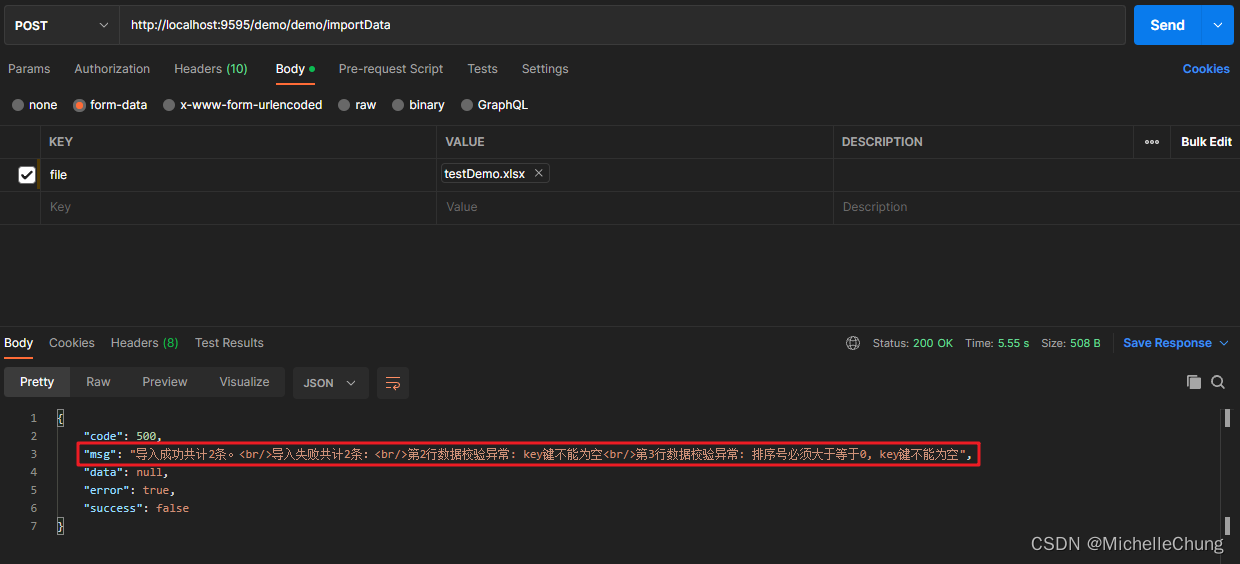 POST http://localhost:9595/demo/demo/importData Send
Params Authorization Headers (10) Body Pre-request Script Tests Settings Cookies
none form-data x-www-form-urlencoded raw binary GraphQL
KEY VALUE DESCRIPTION Bulk Edit
file testDemo.xlsx
Key Value Description
Body Cookies Headers (8) Test Results Status: 200 OK Time: 5.55 s Size: 508 B Save Response
Pretty Raw Preview Visualize JSON
1 {
2 "code": 500,
3 "msg": "导入成功共计2条。<br/>导入失败共计2条: <br/>第2行数据校验异常: key键不能为空<br/>第3行数据校验异常: 排序号必须大于等于0, key键不能为空",
4 "data": null,
5 "error": true,
6 "success": false
7 }
CSDN @MichelleChung